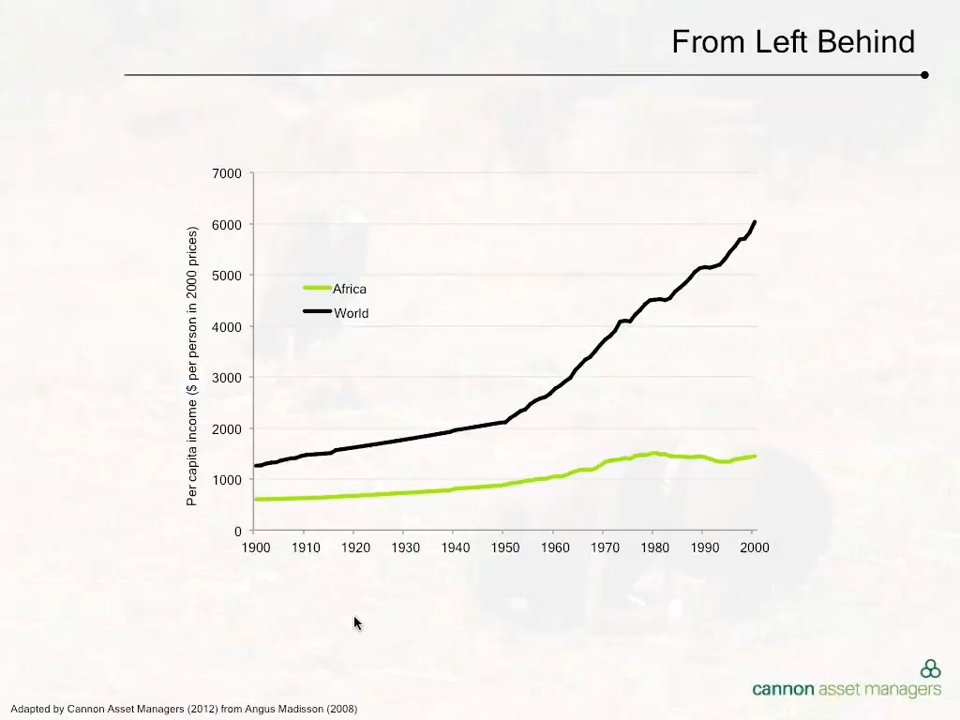 From Left Behind
Per capita income ($ per person in 2000 prices)
7000
6000
5000
4000
3000
2000
1000
0
Africa
World
1900 1910 1920 1930 1940 1950 1960 1970 1980 1990 2000
cannon asset managers
Adapted by Cannon Asset Managers (2012) from Angus Madisson (2008)